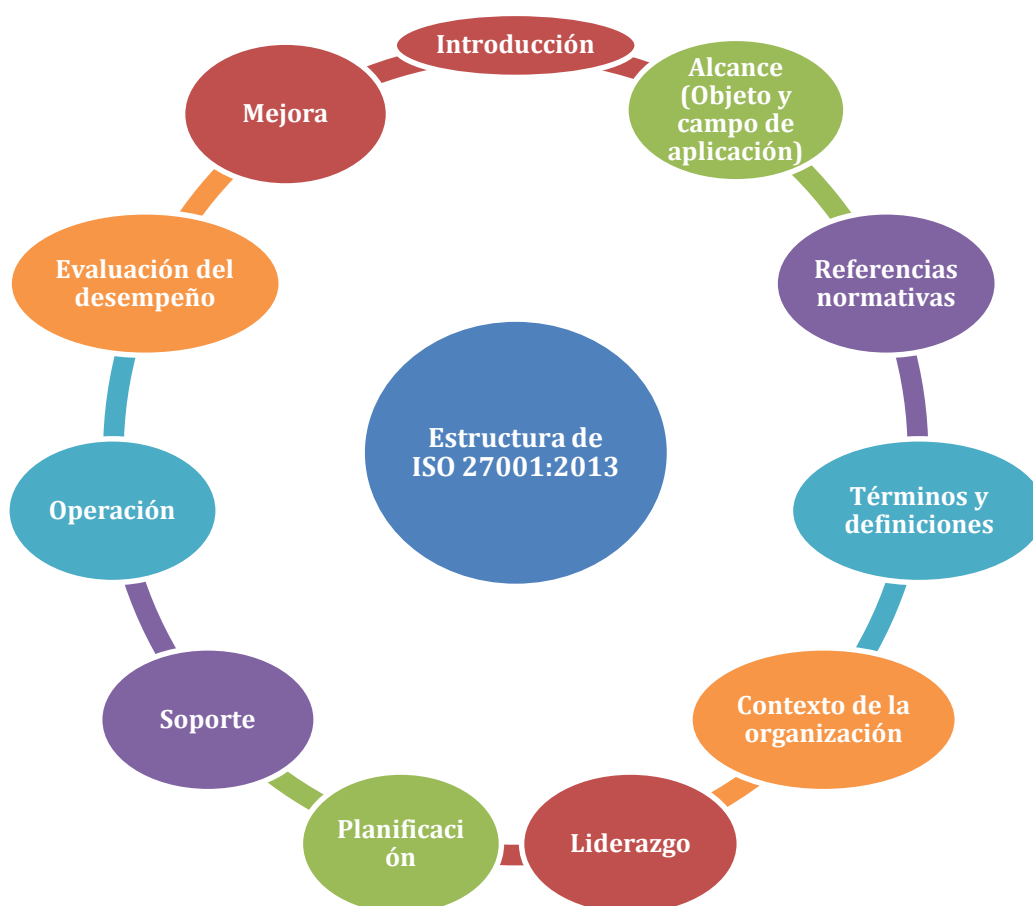 Introducción
Alcance
(Objeto y
campo de
aplicación)
Referencias
normativas
Términos y
definiciones
Contexto de la
organización
Liderazgo
Planificaci
ón
Soporte
Operación
Evaluación del
desempeño
Mejora
Estructura de
ISO 27001:2013